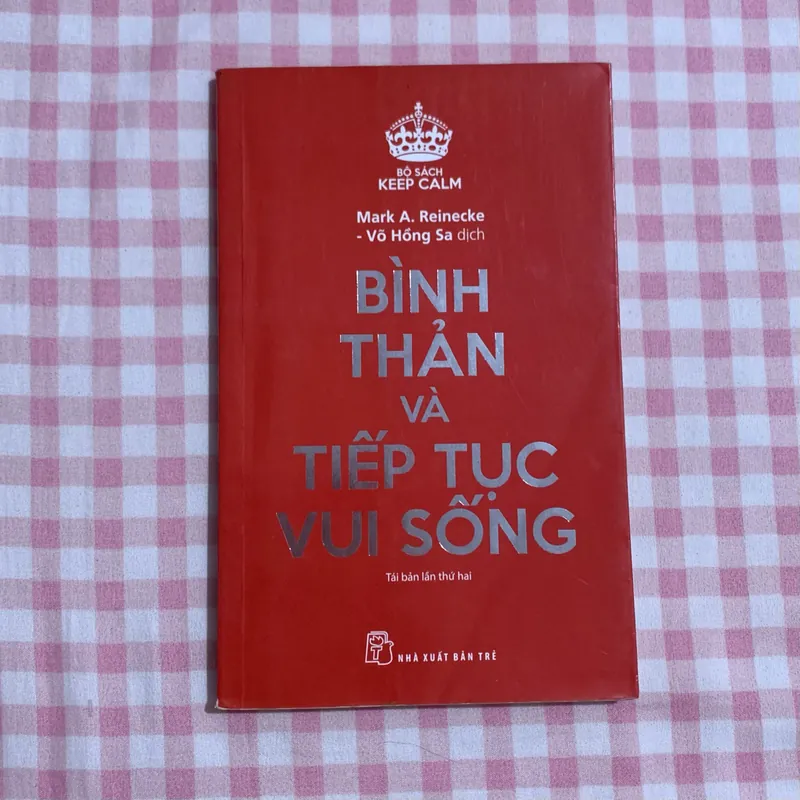 BỘ SÁCH
KEEP CALM
Mark A. Reinecke
- Võ Hồng Sa dịch
BÌNH
THẢN
VÀ
TIẾP TỤC
VUI SỐNG
Tái bản lần thứ hai
NHÀ XUẤT BẢN TRẺ